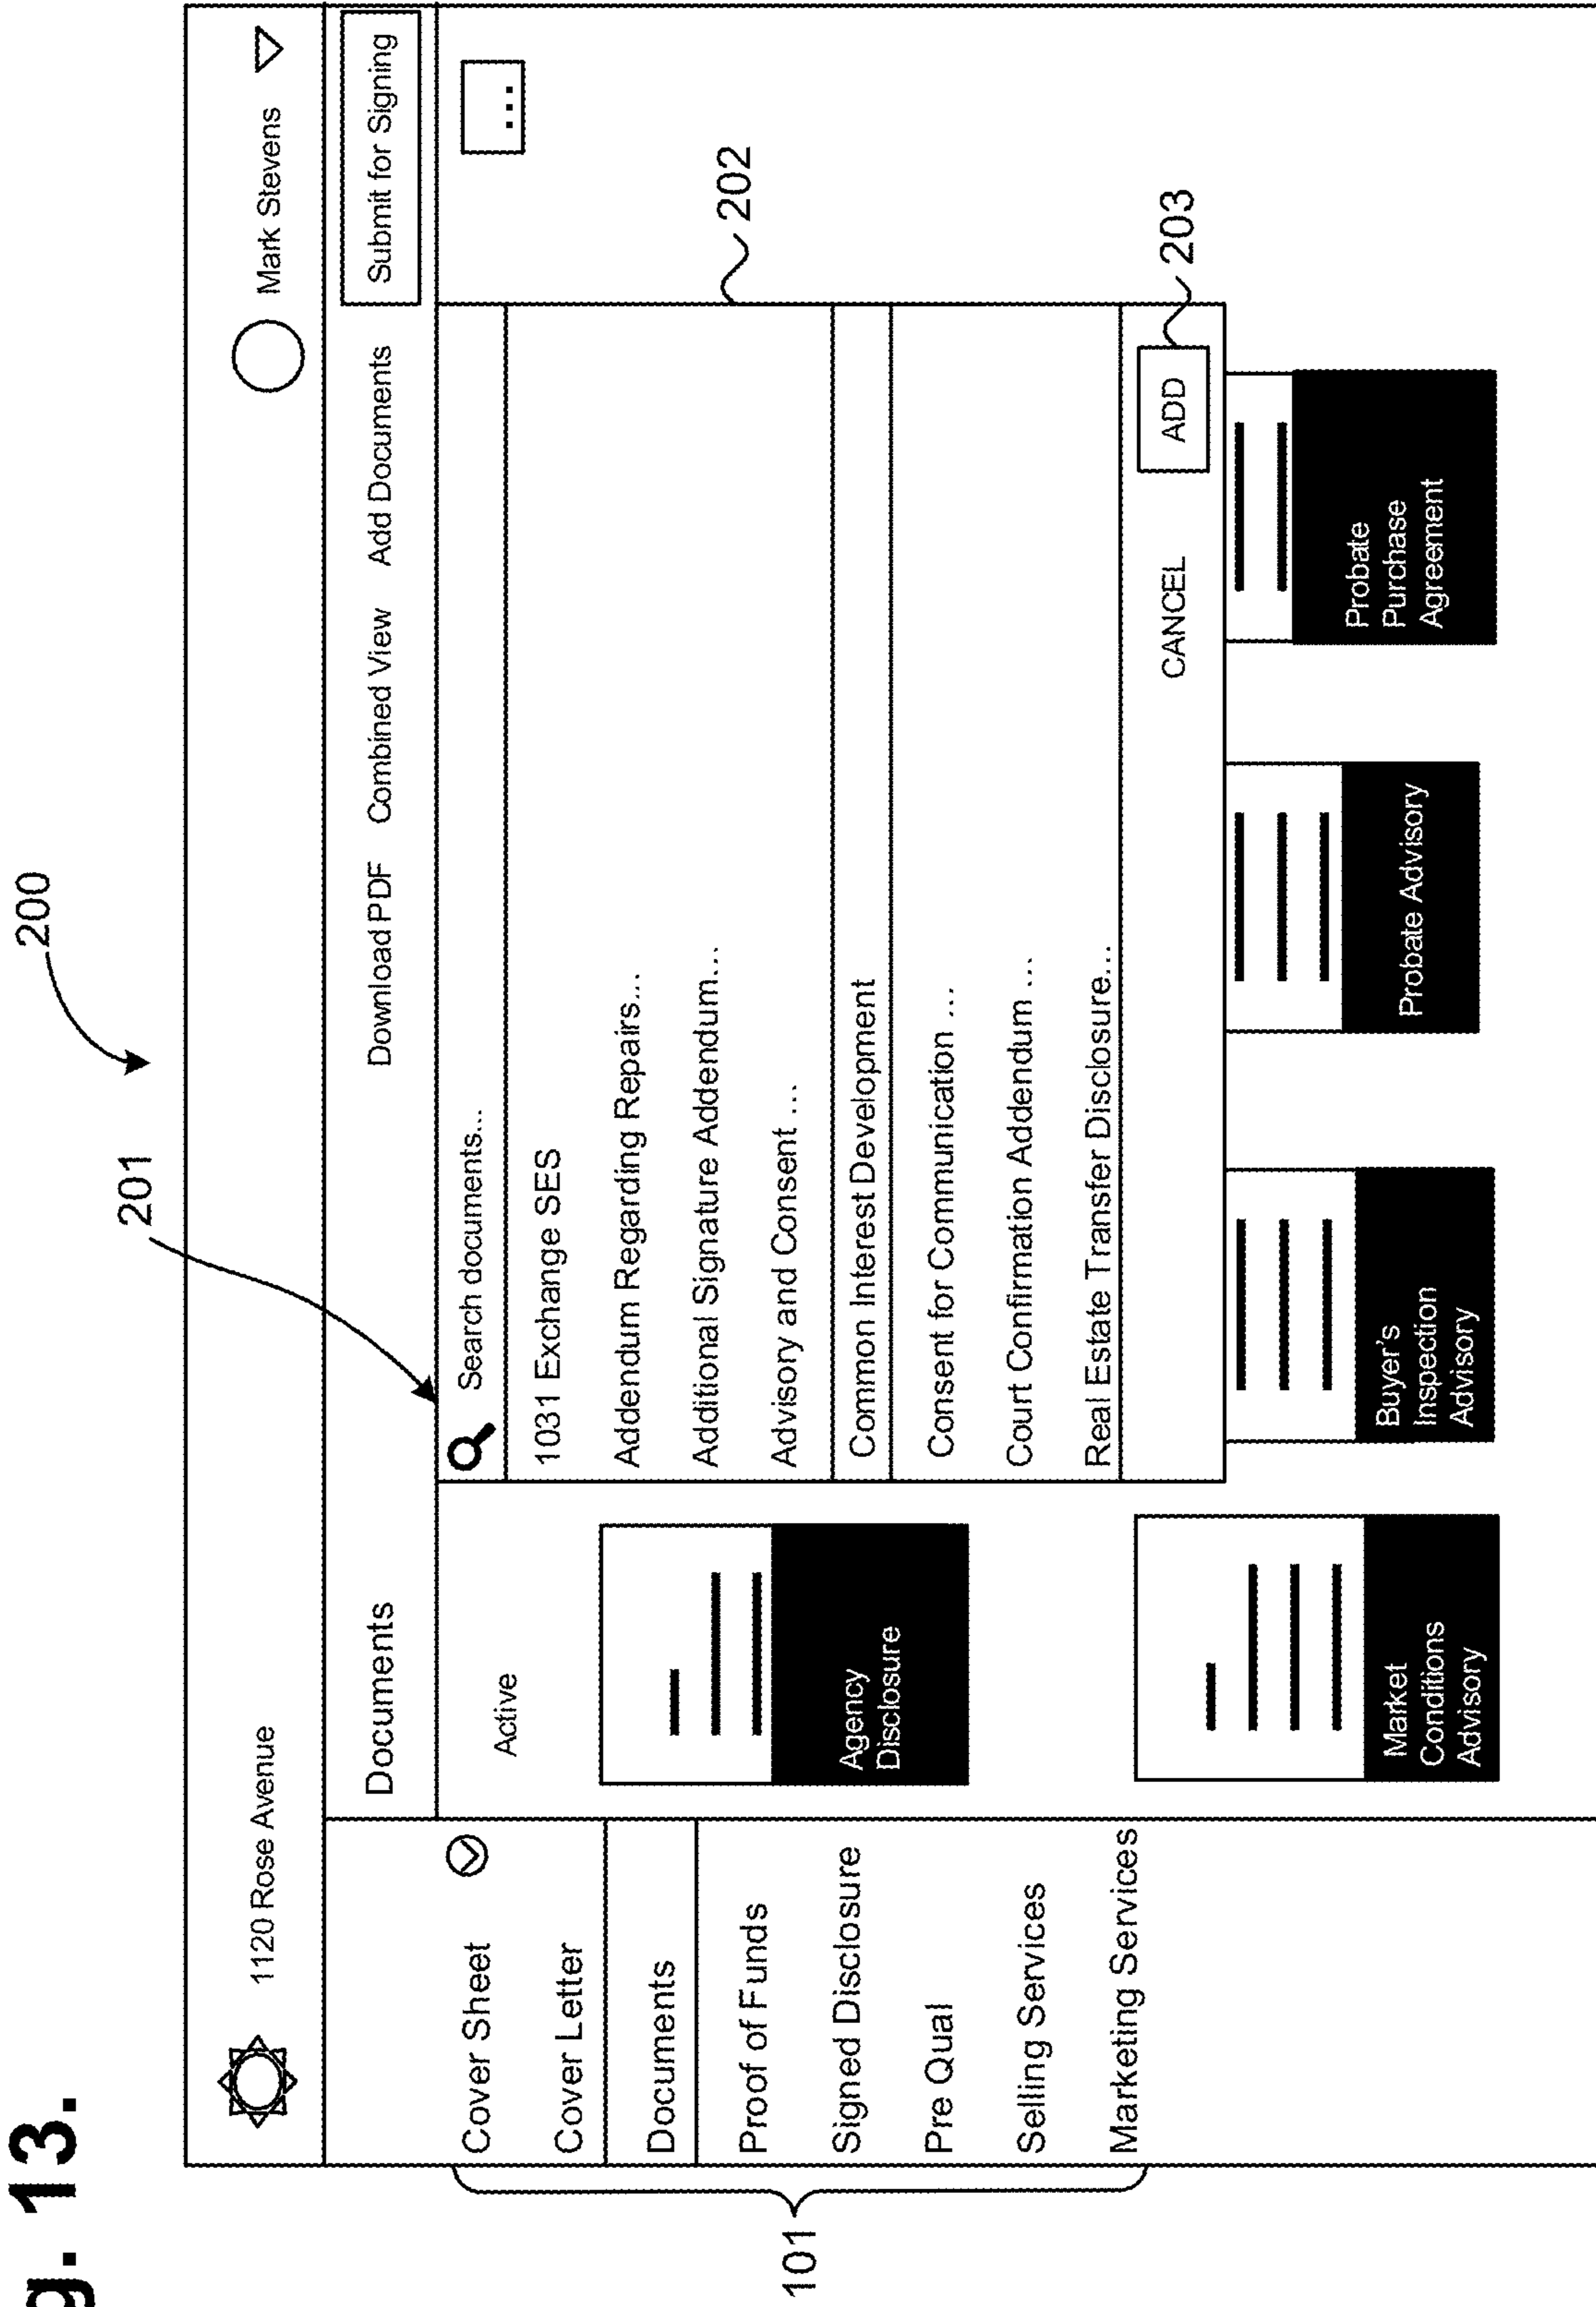 g. 13.
200
201
1120 Rose Avenue
Mark Stevens
Documents
Download PDF
Combined View
Add Documents
Submit for Signing
101
Cover Sheet
Cover Letter
Documents
Proof of Funds
Signed Disclosure
Pre Qual
Selling Services
Marketing Services
Active
...
Search documents...
1031 Exchange SES
Addendum Regarding Repairs...
Additional Signature Addendum...
Advisory and Consent ...
Common Interest Development
Consent for Communication ...
Court Confirmation Addendum ...
Real Estate Transfer Disclosure...
202
CANCEL
ADD
203
Agency
Disclosure
Market
Conditions
Advisory
Buyer's
Inspection
Advisory
Probate Advisory
Probate
Purchase
Agreement